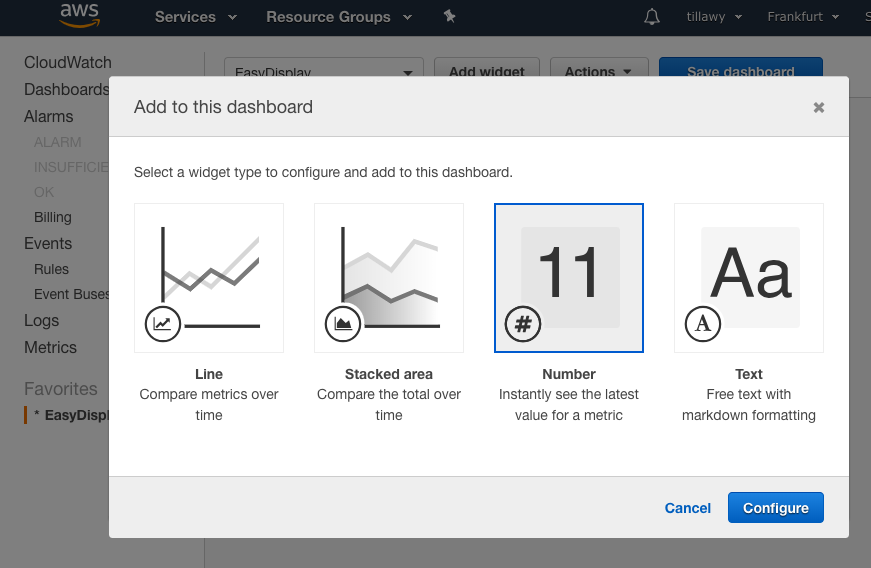 aws
Services
Resource Groups
tillawy
Frankfurt
CloudWatch
Dashboards
Alarms
ALARM
INSUFFICIE
OK
Billing
Events
Rules
Event Buses
Logs
Metrics
Favorites
* EasyDispl
EasyDisplay
Add widget
Actions
Save dashboard
Add to this dashboard
Select a widget type to configure and add to this dashboard.
11
#
Aa
A
Line
Compare metrics over
time
Stacked area
Compare the total over
time
Number
Instantly see the latest
value for a metric
Text
Free text with
markdown formatting
Cancel
Configure